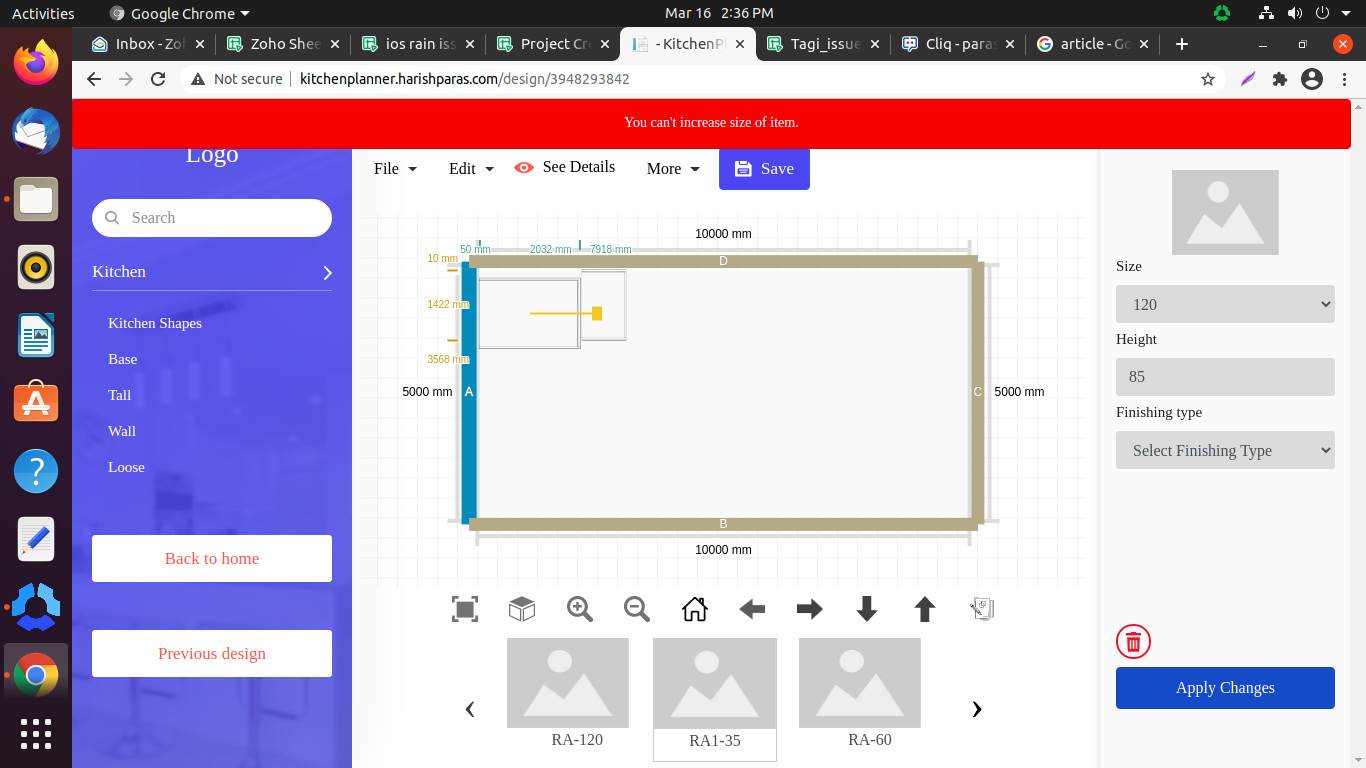 Activities
Google Chrome
Mar 16 2:36 PM
Inbox - Zoh
Zoho Shee
ios rain iss
Project Cre
- KitchenPl
Tagi_issue
Cliq - paras
article - Go
Not secure
kitchenplanner.harishparas.com/design/3948293842
You can't increase size of item.
Logo
File
Edit
See Details
More
Save
Search
Kitchen
Kitchen Shapes
Base
Tall
Wall
Loose
Back to home
Previous design
10000 mm
50 mm
2032 mm
7918 mm
10 mm
D
1422 mm
3568 mm
5000 mm
A
C
5000 mm
B
10000 mm
RA-120
RA1-35
RA-60
Size
120
Height
85
Finishing type
Select Finishing Type
Apply Changes